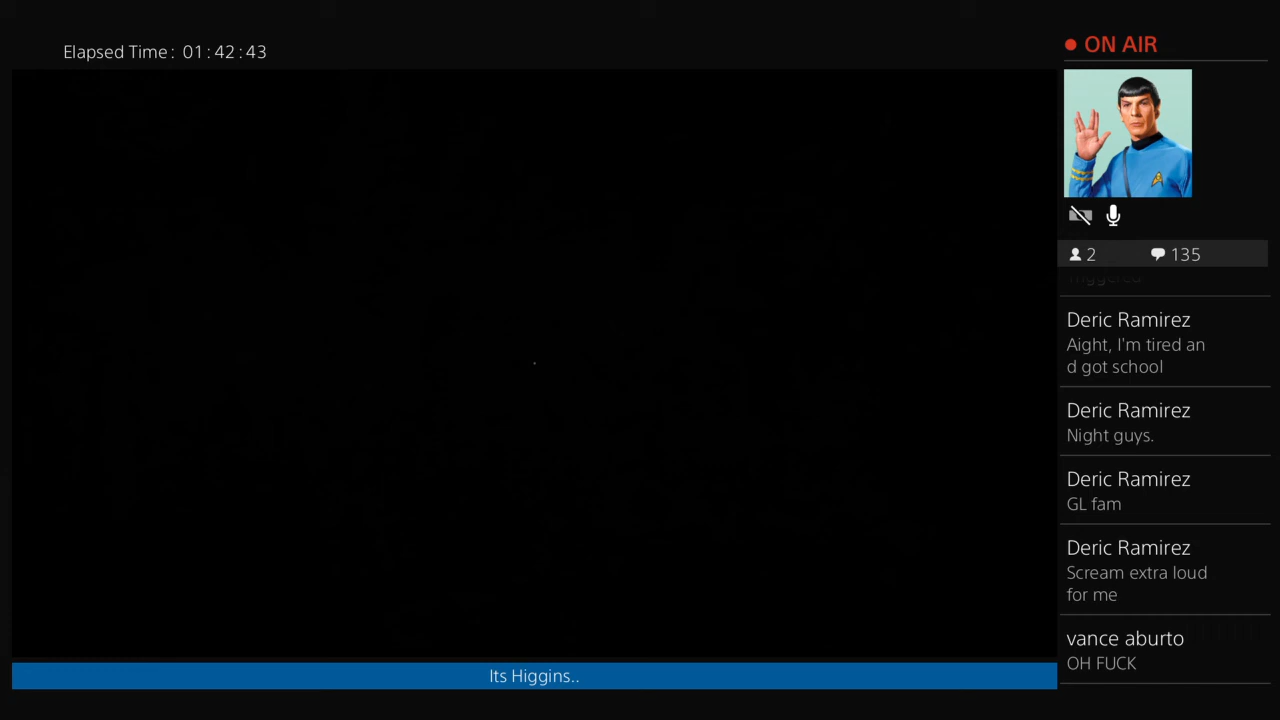 Elapsed Time: 01:42:43
ON AIR
2
135
Deric Ramirez
Aight, I'm tired an
d got school
Deric Ramirez
Night guys.
Deric Ramirez
GL fam
Deric Ramirez
Scream extra loud
for me
vance aburto
OH FUCK
Its Higgins..